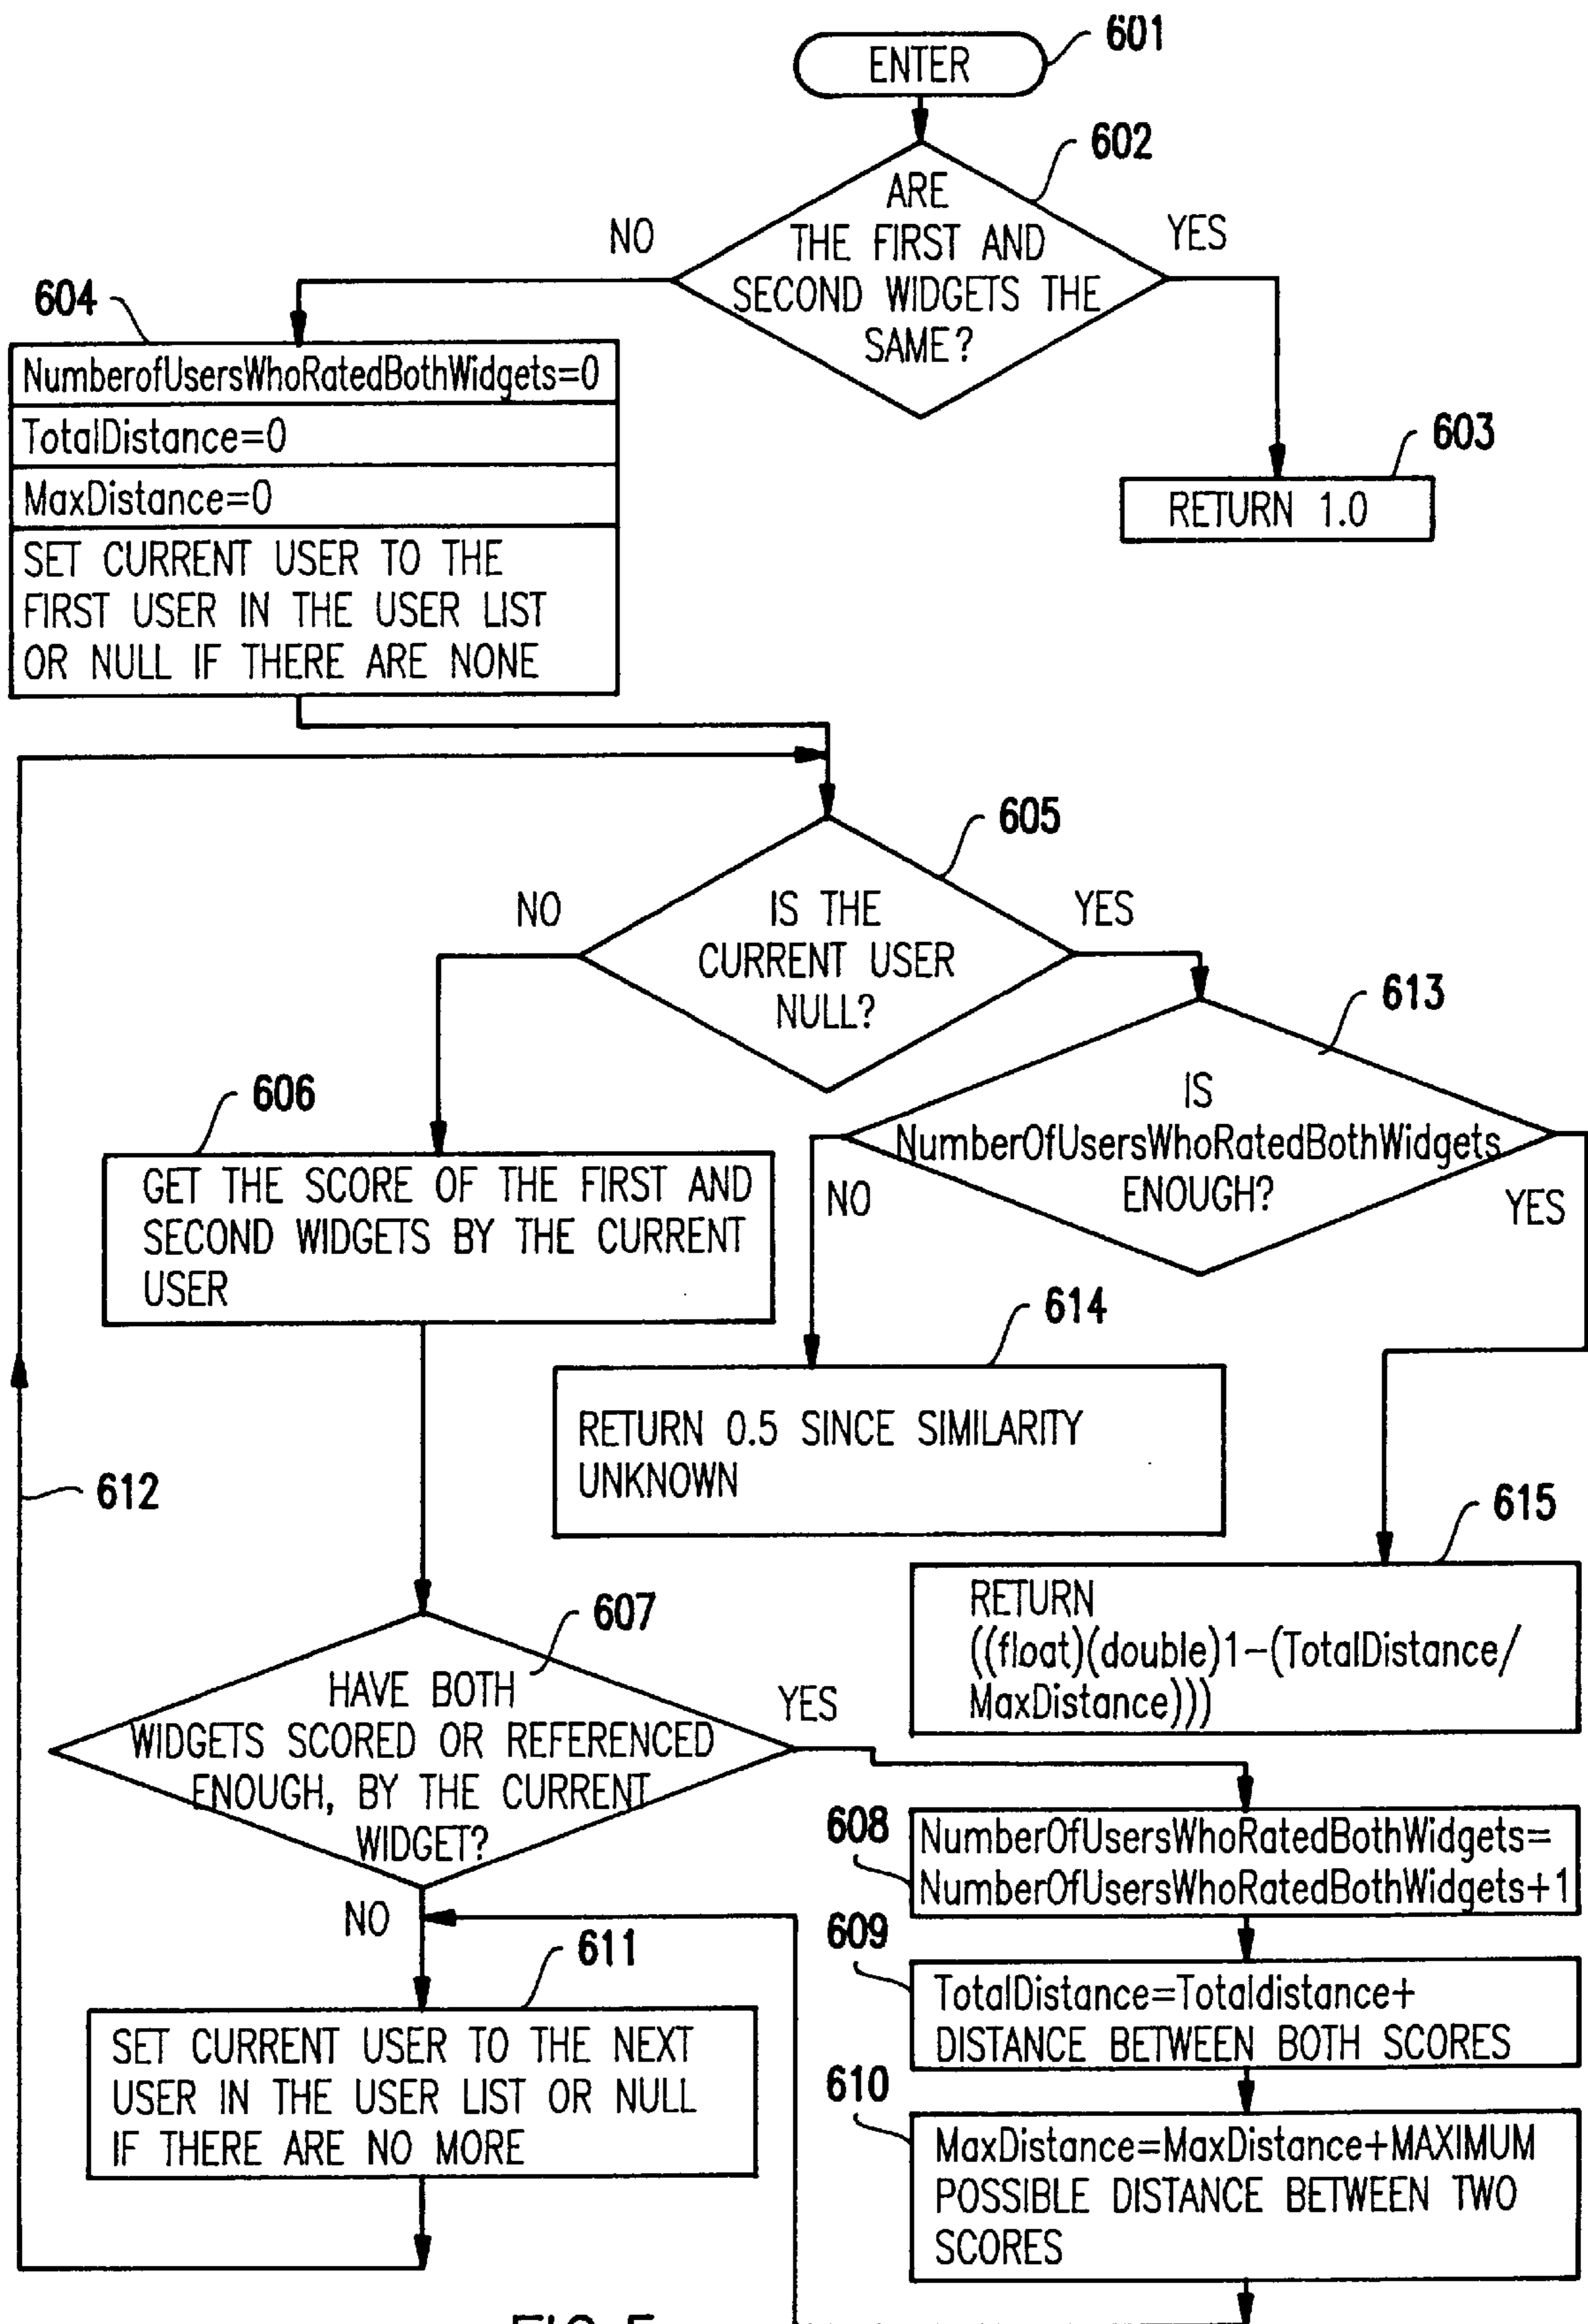 601
ENTER
602
ARE
THE FIRST AND
SECOND WIDGETS THE
SAME?
NO
YES
604
NumberofUsersWhoRatedBothWidgets=0
TotalDistance=0
MaxDistance=0
SET CURRENT USER TO THE
FIRST USER IN THE USER LIST
OR NULL IF THERE ARE NONE
603
RETURN 1.0
605
NO
IS THE
CURRENT USER
NULL?
YES
613
IS
NumberOfUsersWhoRatedBothWidgets
ENOUGH?
NO
YES
606
GET THE SCORE OF THE FIRST AND
SECOND WIDGETS BY THE CURRENT
USER
614
RETURN 0.5 SINCE SIMILARITY
UNKNOWN
612
615
RETURN
((float)(double)1-(TotalDistance/
MaxDistance)))
607
HAVE BOTH
WIDGETS SCORED OR REFERENCED
ENOUGH, BY THE CURRENT
WIDGET?
YES
NO
608
NumberOfUsersWhoRatedBothWidgets=
NumberOfUsersWhoRatedBothWidgets+1
609
TotalDistance=Totaldistance+
DISTANCE BETWEEN BOTH SCORES
610
MaxDistance=MaxDistance+MAXIMUM
POSSIBLE DISTANCE BETWEEN TWO
SCORES
611
SET CURRENT USER TO THE NEXT
USER IN THE USER LIST OR NULL
IF THERE ARE NO MORE